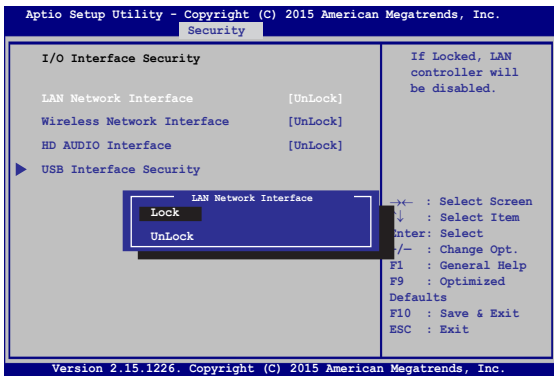 Aptio Setup Utility - Copyright (C) 2015 American Megatrends, Inc.
Security
I/O Interface Security
LAN Network Interface [UnLock]
Wireless Network Interface [UnLock]
HD AUDIO Interface [UnLock]
USB Interface Security
LAN Network Interface
Lock
UnLock
If Locked, LAN
controller will
be disabled.
→← : Select Screen
↑↓ : Select Item
Enter: Select
/— : Change Opt.
F1 : General Help
F9 : Optimized
Defaults
F10 : Save & Exit
ESC : Exit
Version 2.15.1226. Copyright (C) 2015 American Megatrends, Inc.